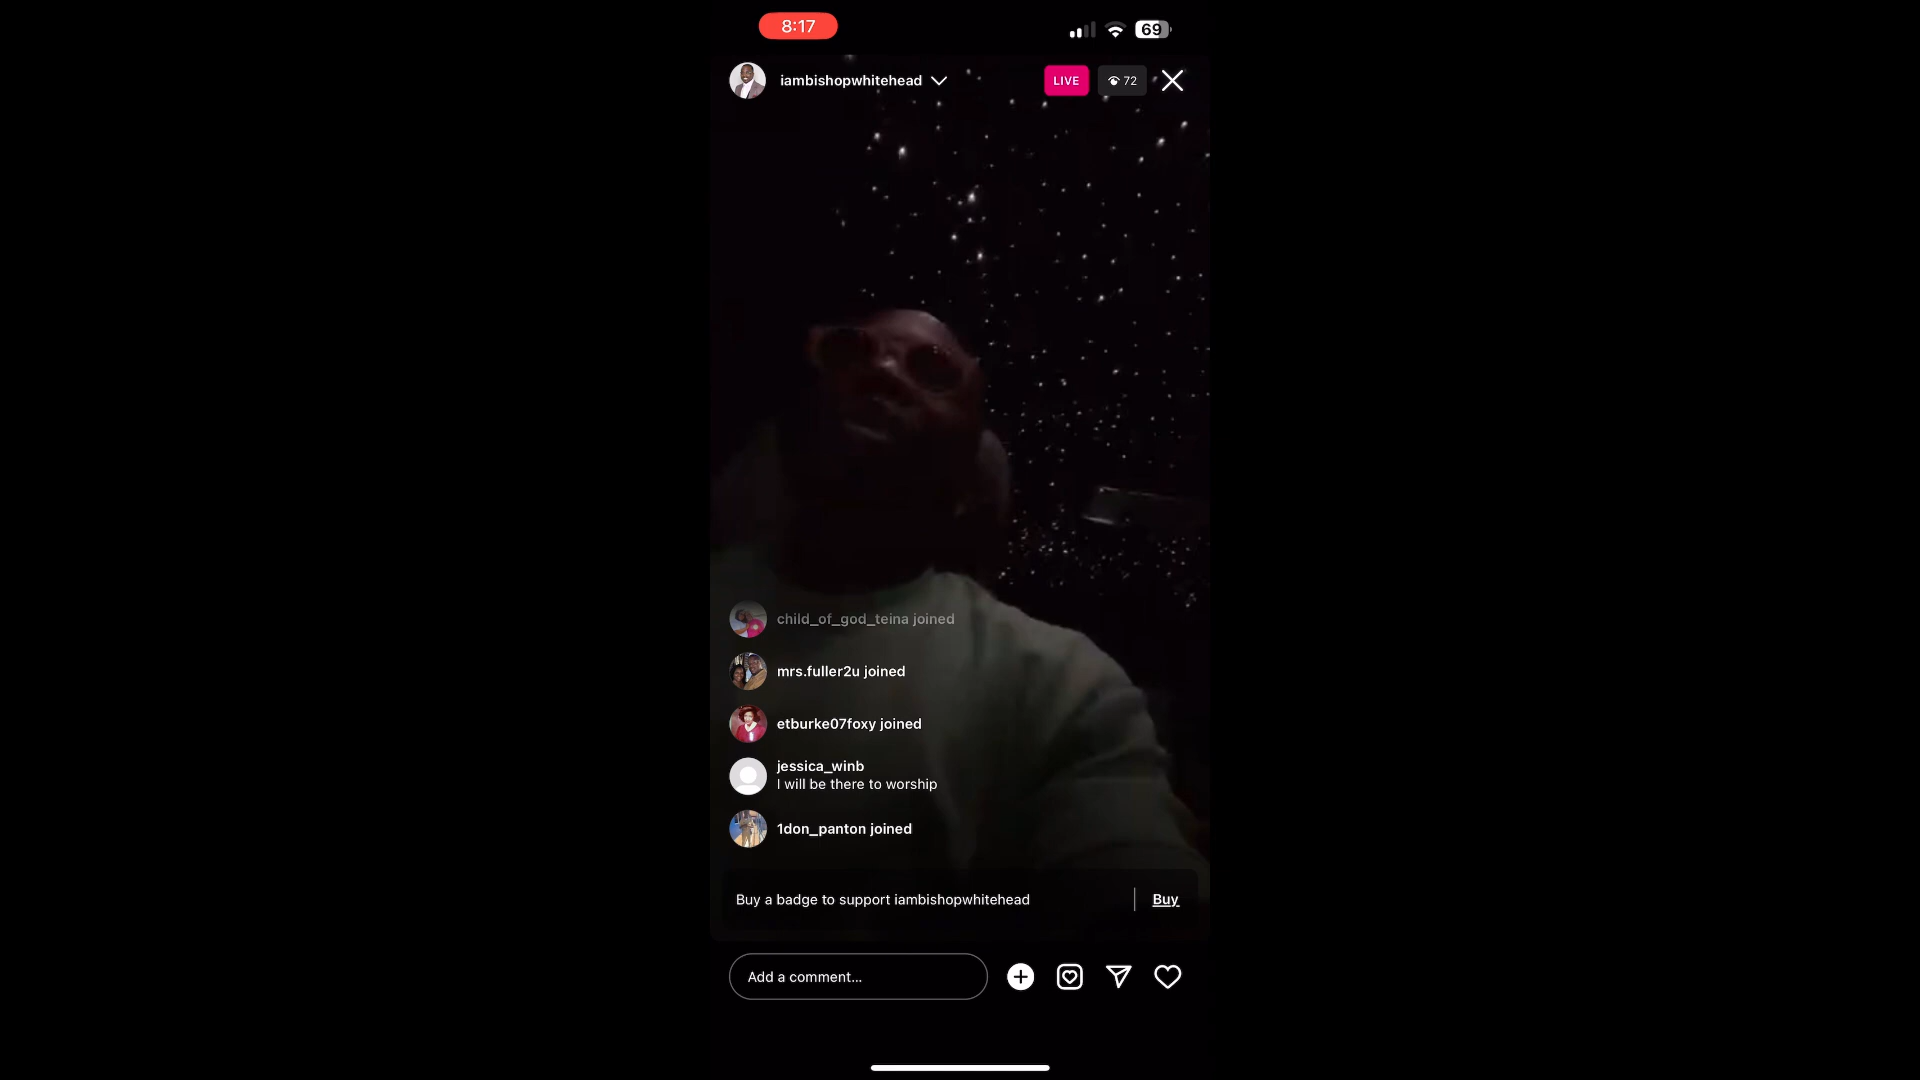 8:17
69
iambishopwhitehead
LIVE
72
child_of_god_teina joined
mrs.fuller2u joined
etburke07foxy joined
jessica_winb
I will be there to worship
1don_panton joined
Buy a badge to support iambishopwhitehead
Buy
Add a comment...